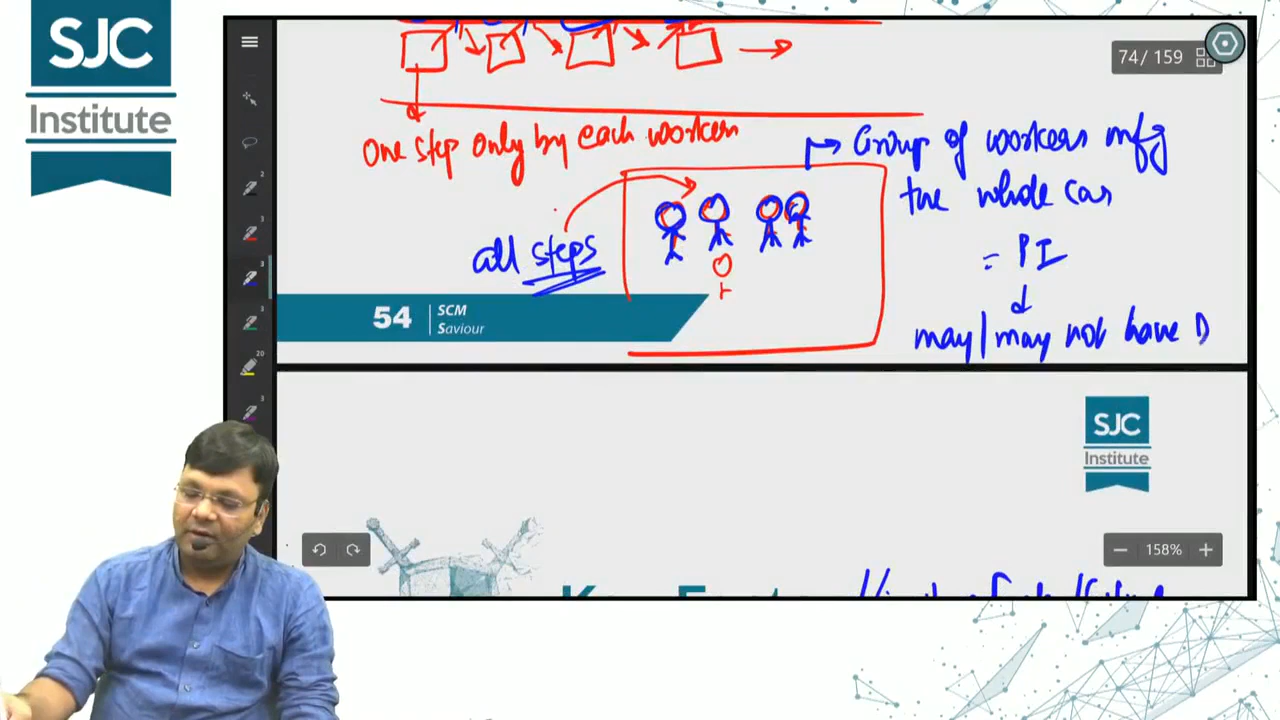 SJC
Institute
74 / 159
One step only by each workers
Group of workers mfg
the whole car
all steps
= PI
may/may not have D
54
SCM
Saviour
SJC
Institute
158%